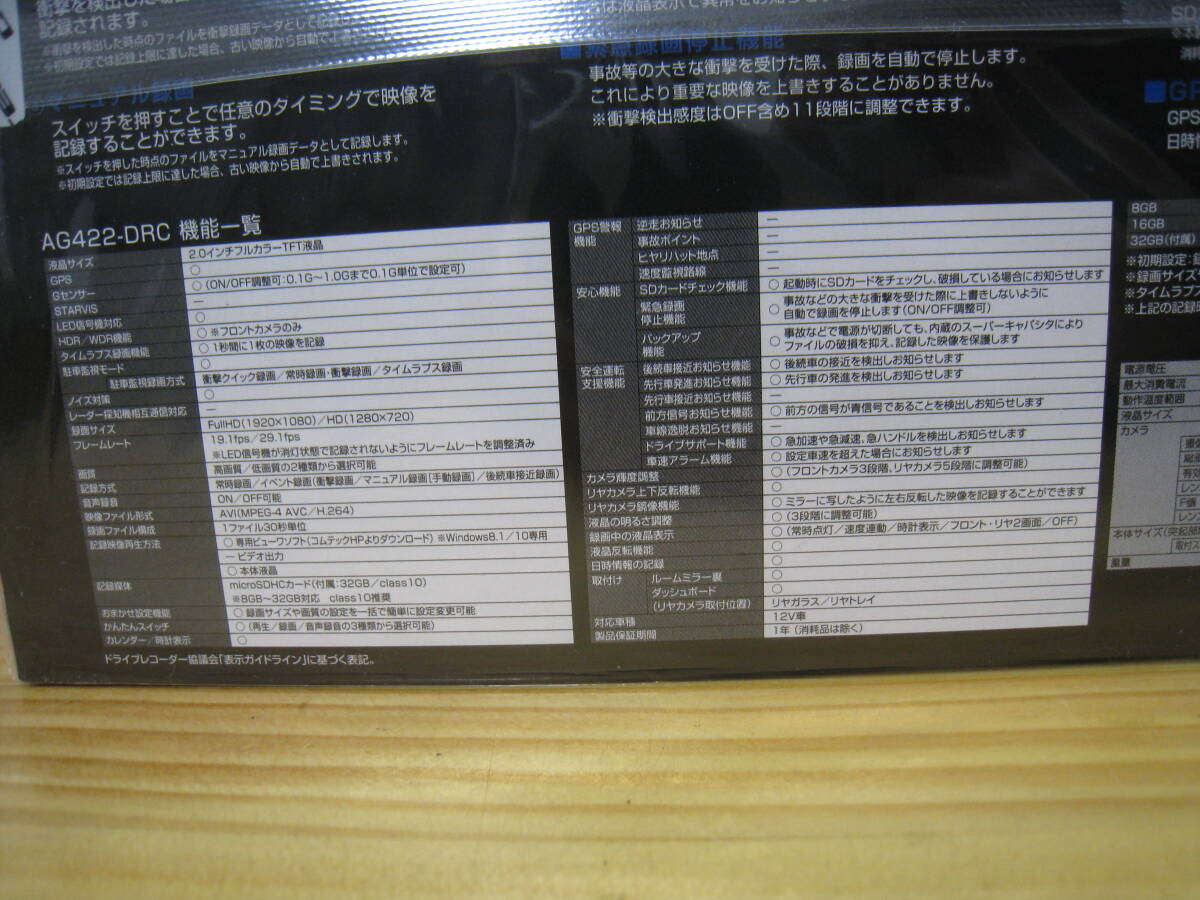 記録されます。
※衝撃を検出した時点のファイルを衝撃録画データとして記録し
※初期設定では記録上限に達した場合、古い映像から自動で上
マニュアル録画
スイッチを押すことで任意のタイミングで映像を
記録することができます。
※スイッチを押した時点のファイルをマニュアル録画データとして記録します。
※初期設定では記録上限に達した場合、古い映像から自動で上書きされます。
■緊急録画停止機能
事故等の大きな衝撃を受けた際、録画を自動で停止します。
これにより重要な映像を上書きすることがありません。
※衝撃検出感度はOFF含め11段階に調整できます。
■GP
GPS
日時
AG422-DRC 機能一覧
液晶サイズ 2.0インチフルカラーTFT液晶
GPS ○
Gセンサー ○(ON/OFF調整可:0.1G〜1.0Gまで0.1G単位で設定可)
STARVIS ―
LED信号機対応 ○
HDR/WDR機能 ○※フロントカメラのみ
タイムラプス録画機能 ○1秒間に1枚の映像を記録
駐車監視モード ○
駐車監視録画方式 衝撃クイック録画/常時録画・衝撃録画/タイムラプス録画
ノイズ対策 ○
レーダー探知機相互通信対応 ―
録画サイズ FullHD(1920×1080)/HD(1280×720)
フレームレート 19.1fps/29.1fps
※LED信号機が消灯状態で記録されないようにフレームレートを調整済み
画質 高画質/低画質の2種類から選択可能
記録方式 常時録画/イベント録画(衝撃録画/マニュアル録画[手動録画]/後続車接近録画)
音声録音 ON/OFF可能
映像ファイル形式 AVI(MPEG-4 AVC/H.264)
録画ファイル構成 1ファイル30秒単位
記録映像再生方法 ○専用ビューワソフト(コムテックHPよりダウンロード) ※Windows8.1/10専用
―ビデオ出力
○本体液晶
記録媒体 microSDHCカード(付属:32GB/class10)
※8GB〜32GB対応 class10推奨
おまかせ設定機能 ○録画サイズや画質の設定を一括で簡単に設定変更可能
かんたんスイッチ ○(再生/録画/音声録音の3種類から選択可能)
カレンダー/時計表示 ○
ドライブレコーダー協議会「表示ガイドライン」に基づく表記。
GPS警報機能 逆走お知らせ ―
事故ポイント ―
ヒヤリハット地点 ―
速度監視路線 ―
安心機能 SDカードチェック機能 ○起動時にSDカードをチェックし、破損している場合にお知らせします
緊急録画停止機能 ○事故などの大きな衝撃を受けた際に上書きしないように
自動で録画を停止します(ON/OFF調整可)
バックアップ機能 ○事故などで電源が切断しても、内蔵のスーパーキャパシタにより
ファイルの破損を抑え、記録した映像を保護します
安全運転支援機能 後続車接近お知らせ機能 ○後続車の接近を検出しお知らせします
先行車発進お知らせ機能 ○先行車の発進を検出しお知らせします
先行車接近お知らせ機能 ―
前方信号お知らせ機能 ○前方の信号が青信号であることを検出しお知らせします
車線逸脱お知らせ機能 ―
ドライブサポート機能 ○急加速や急減速、急ハンドルを検出しお知らせします
車速アラーム機能 ○設定車速を超えた場合にお知らせします
カメラ輝度調整 ○(フロントカメラ3段階、リヤカメラ5段階に調整可能)
リヤカメラ上下反転機能 ○
リヤカメラ鏡像機能 ○ミラーに写したように左右反転した映像を記録することができます
液晶の明るさ調整 ○(3段階に調整可能)
録画中の液晶表示 ○(常時点灯/速度連動/時計表示/フロント・リヤ2画面/OFF)
液晶反転機能 ○
日時情報の記録 ○
取付け ルームミラー裏 ○
ダッシュボード ○
(リヤカメラ取付位置) リヤガラス/リヤトレイ
対応車種 12V車
製品保証期間 1年(消耗品は除く)
8GB
16GB
32GB(付属)
※初期設定:
※録画サイズ
※タイムラプス
※上記の記録
電源電圧
最大消費電流
動作温度範囲
液晶サイズ
カメラ
レン
F値
レン
本体サイズ(突起部
取付ス
重量